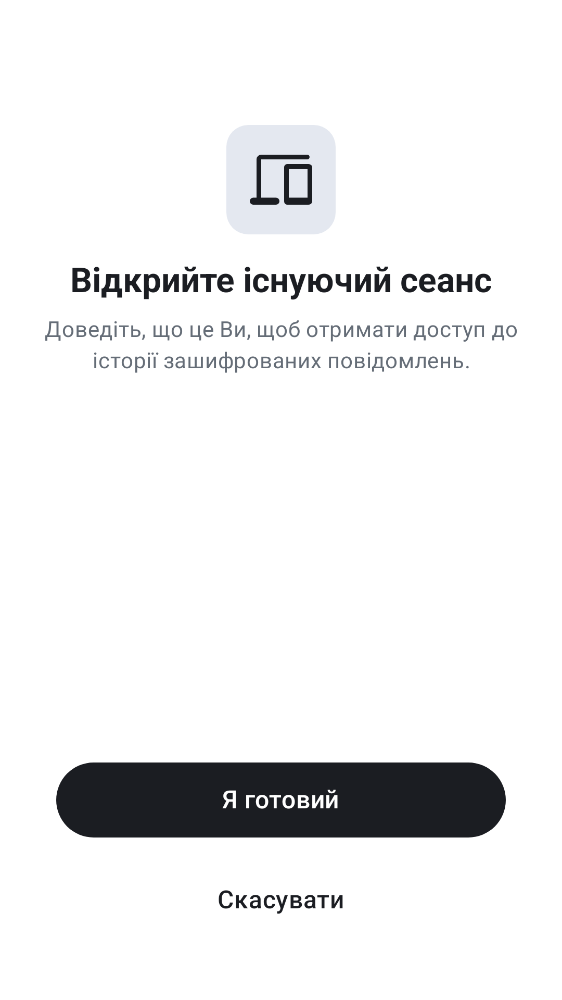 Відкрийте існуючий сеанс
Доведіть, що це Ви, щоб отримати доступ до
історії зашифрованих повідомлень.
Я готовий
Скасувати